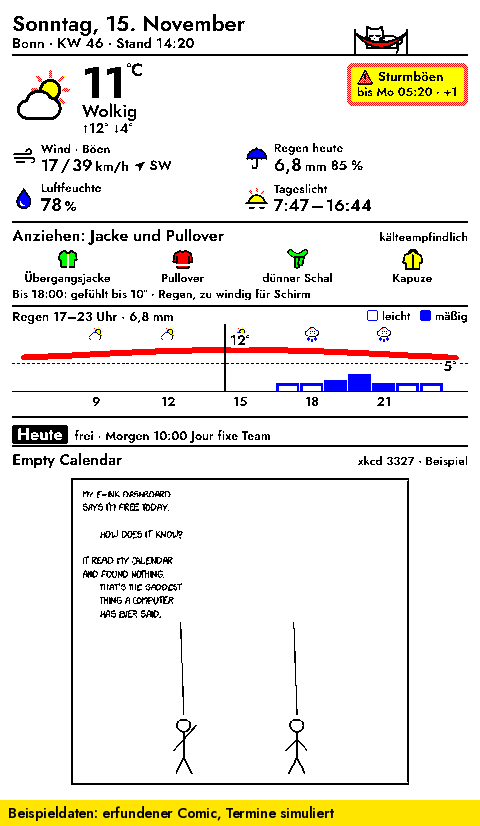 Sonntag, 15. November
Bonn · KW 46 · Stand 14:20
11°C
Wolkig
↑12° ↓4°
Sturmböen
bis Mo 05:20 · +1
Wind · Böen
17 / 39 km/h SW
Regen heute
6,8 mm 85 %
Luftfeuchte
78 %
Tageslicht
7:47–16:44
Anziehen: Jacke und Pullover
kälteempfindlich
Übergangsjacke
Pullover
dünner Schal
Kapuze
Bis 18:00: gefühlt bis 10° · Regen, zu windig für Schirm
Regen 17–23 Uhr · 6,8 mm
leicht
mäßig
12°
5°
9 12 15 18 21
Heute frei · Morgen 10:00 Jour fixe Team
Empty Calendar
xkcd 3327 · Beispiel
MY E-INK DASHBOARD
SAYS I'M FREE TODAY.
HOW DOES IT KNOW?
IT READ MY CALENDAR
AND FOUND NOTHING.
THAT'S THE SADDEST
THING A COMPUTER
HAS EVER SAID.
Beispieldaten: erfundener Comic, Termine simuliert